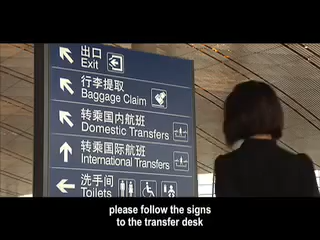 出口
Exit
行李提取
Baggage Claim
转乘国内航班
Domestic Transfers
转乘国际航班
International Transfers
洗手间
Toilets
please follow the signs
to the transfer desk